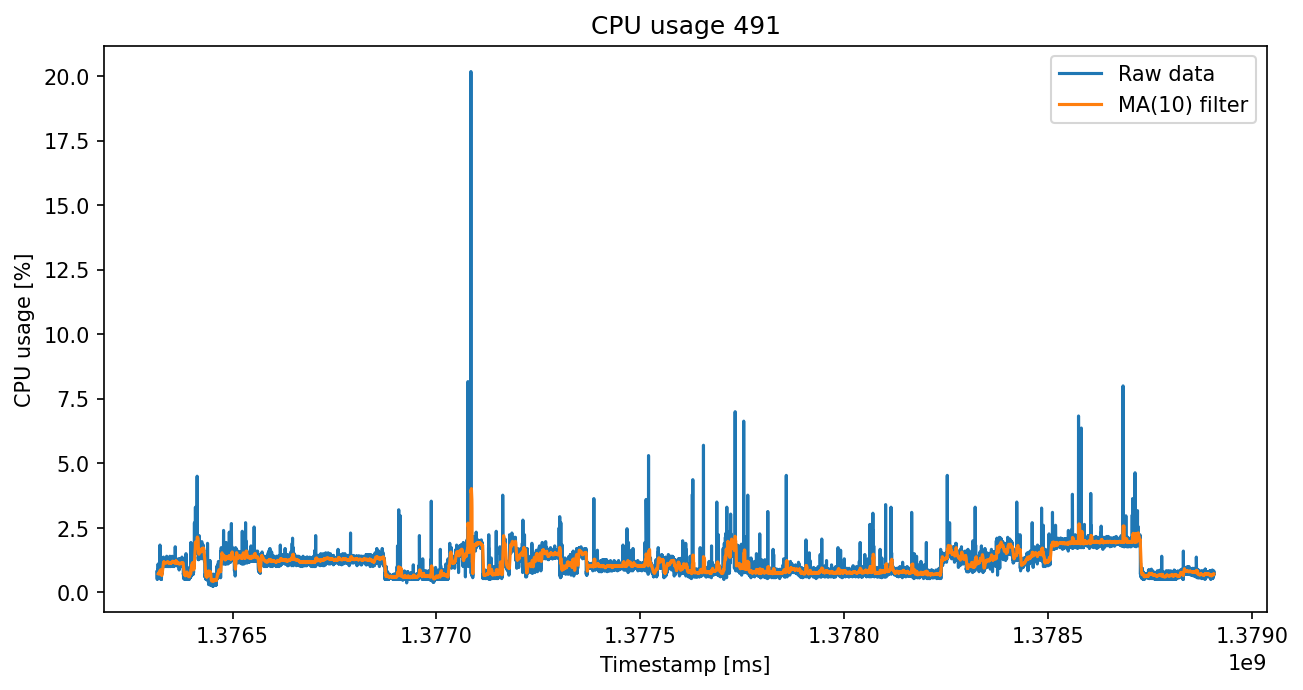 CPU usage 491
Raw data
MA(10) filter
CPU usage [%]
20.0
17.5
15.0
12.5
10.0
7.5
5.0
2.5
0.0
1.3765 1.3770 1.3775 1.3780 1.3785 1.3790
1e9
Timestamp [ms]